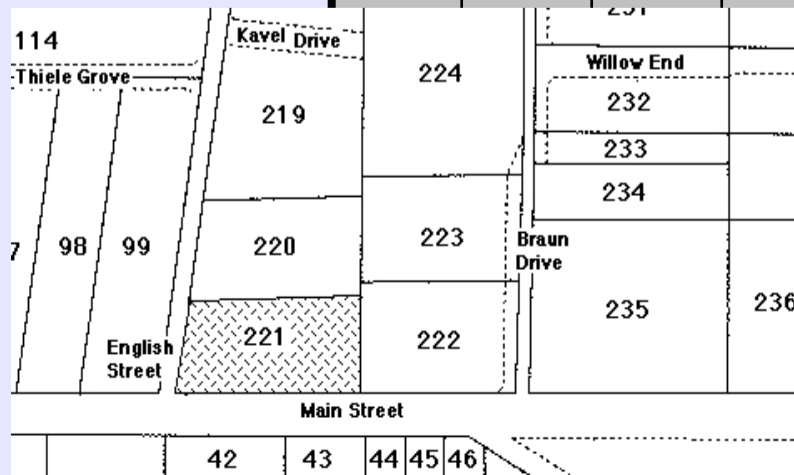 114
Kavel Drive
Thiele Grove
224
Willow End
219
232
233
234
98
99
220
223
Braun
Drive
235
236
221
222
English
Street
Main Street
42
43
44
45
46